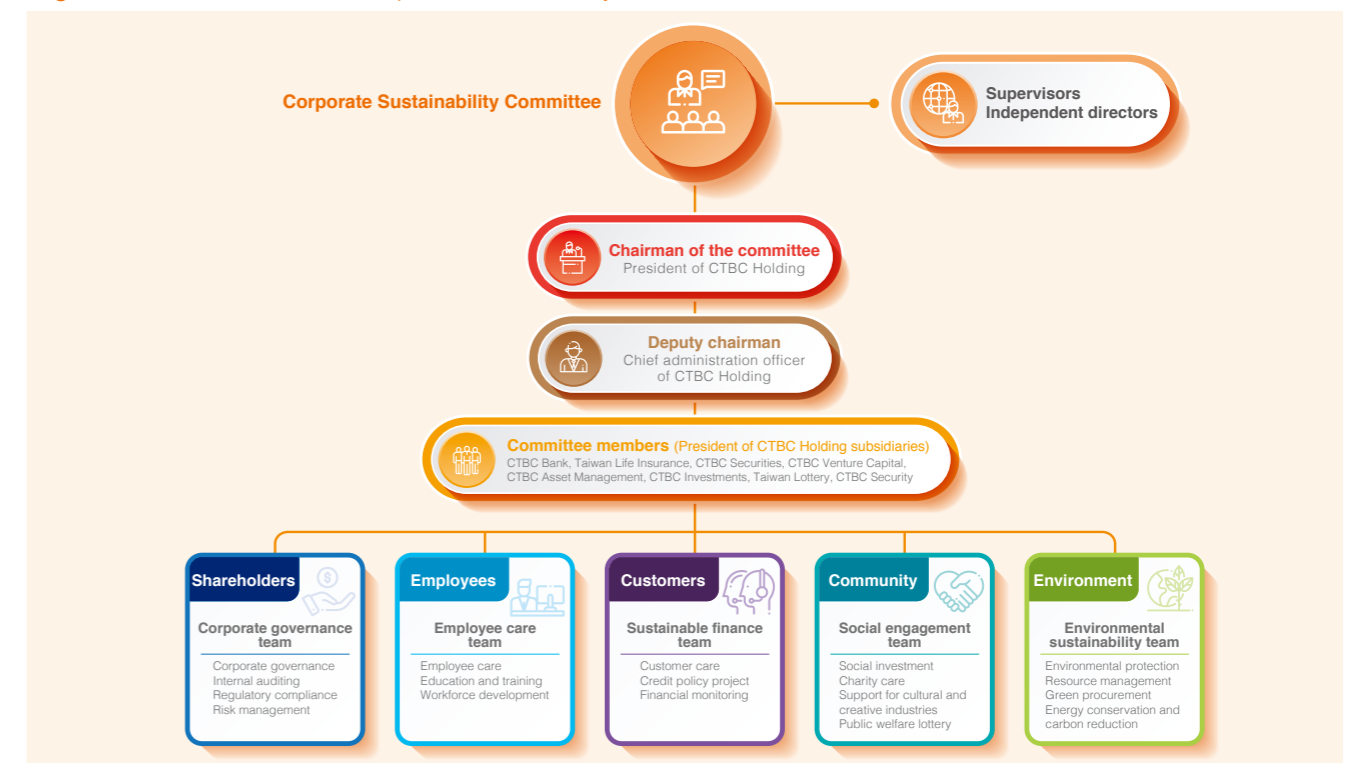 Corporate Sustainability Committee
Supervisors
Independent directors
Chairman of the committee
President of CTBC Holding
Deputy chairman
Chief administration officer
of CTBC Holding
Committee members (President of CTBC Holding subsidiaries)
CTBC Bank, Taiwan Life Insurance, CTBC Securities, CTBC Venture Capital,
CTBC Asset Management, CTBC Investments, Taiwan Lottery, CTBC Security
Shareholders
Corporate governance
team
Corporate governance
Internal auditing
Regulatory compliance
Risk management
Employees
Employee care
team
Employee care
Education and training
Workforce development
Customers
Sustainable finance
team
Customer care
Credit policy project
Financial monitoring
Community
Social engagement
team
Social investment
Charity care
Support for cultural and
creative industries
Public welfare lottery
Environment
Environmental
sustainability team
Environmental protection
Resource management
Green procurement
Energy conservation and
carbon reduction